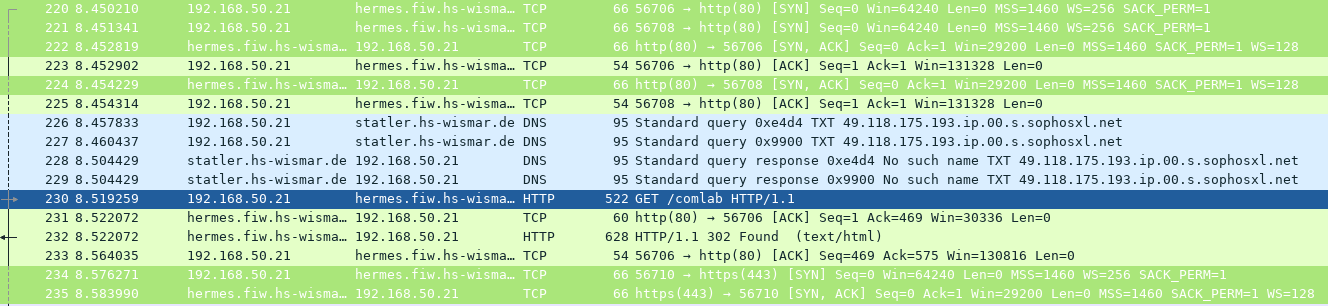 220 8.450210 192.168.50.21 hermes.fiw.hs-wisma… TCP 66 56706 → http(80) [SYN] Seq=0 Win=64240 Len=0 MSS=1460 WS=256 SACK_PERM=1
221 8.451341 192.168.50.21 hermes.fiw.hs-wisma… TCP 66 56708 → http(80) [SYN] Seq=0 Win=64240 Len=0 MSS=1460 WS=256 SACK_PERM=1
222 8.452819 hermes.fiw.hs-wisma… 192.168.50.21 TCP 66 http(80) → 56706 [SYN, ACK] Seq=0 Ack=1 Win=29200 Len=0 MSS=1460 SACK_PERM=1 WS=128
223 8.452902 192.168.50.21 hermes.fiw.hs-wisma… TCP 54 56706 → http(80) [ACK] Seq=1 Ack=1 Win=131328 Len=0
224 8.454229 hermes.fiw.hs-wisma… 192.168.50.21 TCP 66 http(80) → 56708 [SYN, ACK] Seq=0 Ack=1 Win=29200 Len=0 MSS=1460 SACK_PERM=1 WS=128
225 8.454314 192.168.50.21 hermes.fiw.hs-wisma… TCP 54 56708 → http(80) [ACK] Seq=1 Ack=1 Win=131328 Len=0
226 8.457833 192.168.50.21 statler.hs-wismar.de DNS 95 Standard query 0xe4d4 TXT 49.118.175.193.ip.00.s.sophosxl.net
227 8.460437 192.168.50.21 statler.hs-wismar.de DNS 95 Standard query 0x9900 TXT 49.118.175.193.ip.00.s.sophosxl.net
228 8.504429 statler.hs-wismar.de 192.168.50.21 DNS 95 Standard query response 0xe4d4 No such name TXT 49.118.175.193.ip.00.s.sophosxl.net
229 8.504429 statler.hs-wismar.de 192.168.50.21 DNS 95 Standard query response 0x9900 No such name TXT 49.118.175.193.ip.00.s.sophosxl.net
230 8.519259 192.168.50.21 hermes.fiw.hs-wisma… HTTP 522 GET /comlab HTTP/1.1
231 8.522072 hermes.fiw.hs-wisma… 192.168.50.21 TCP 60 http(80) → 56706 [ACK] Seq=1 Ack=469 Win=30336 Len=0
232 8.522072 hermes.fiw.hs-wisma… 192.168.50.21 HTTP 628 HTTP/1.1 302 Found (text/html)
233 8.564035 192.168.50.21 hermes.fiw.hs-wisma… TCP 54 56706 → http(80) [ACK] Seq=469 Ack=575 Win=130816 Len=0
234 8.576271 192.168.50.21 hermes.fiw.hs-wisma… TCP 66 56710 → https(443) [SYN] Seq=0 Win=64240 Len=0 MSS=1460 WS=256 SACK_PERM=1
235 8.583990 hermes.fiw.hs-wisma… 192.168.50.21 TCP 66 https(443) → 56710 [SYN, ACK] Seq=0 Ack=1 Win=29200 Len=0 MSS=1460 SACK_PERM=1 WS=128